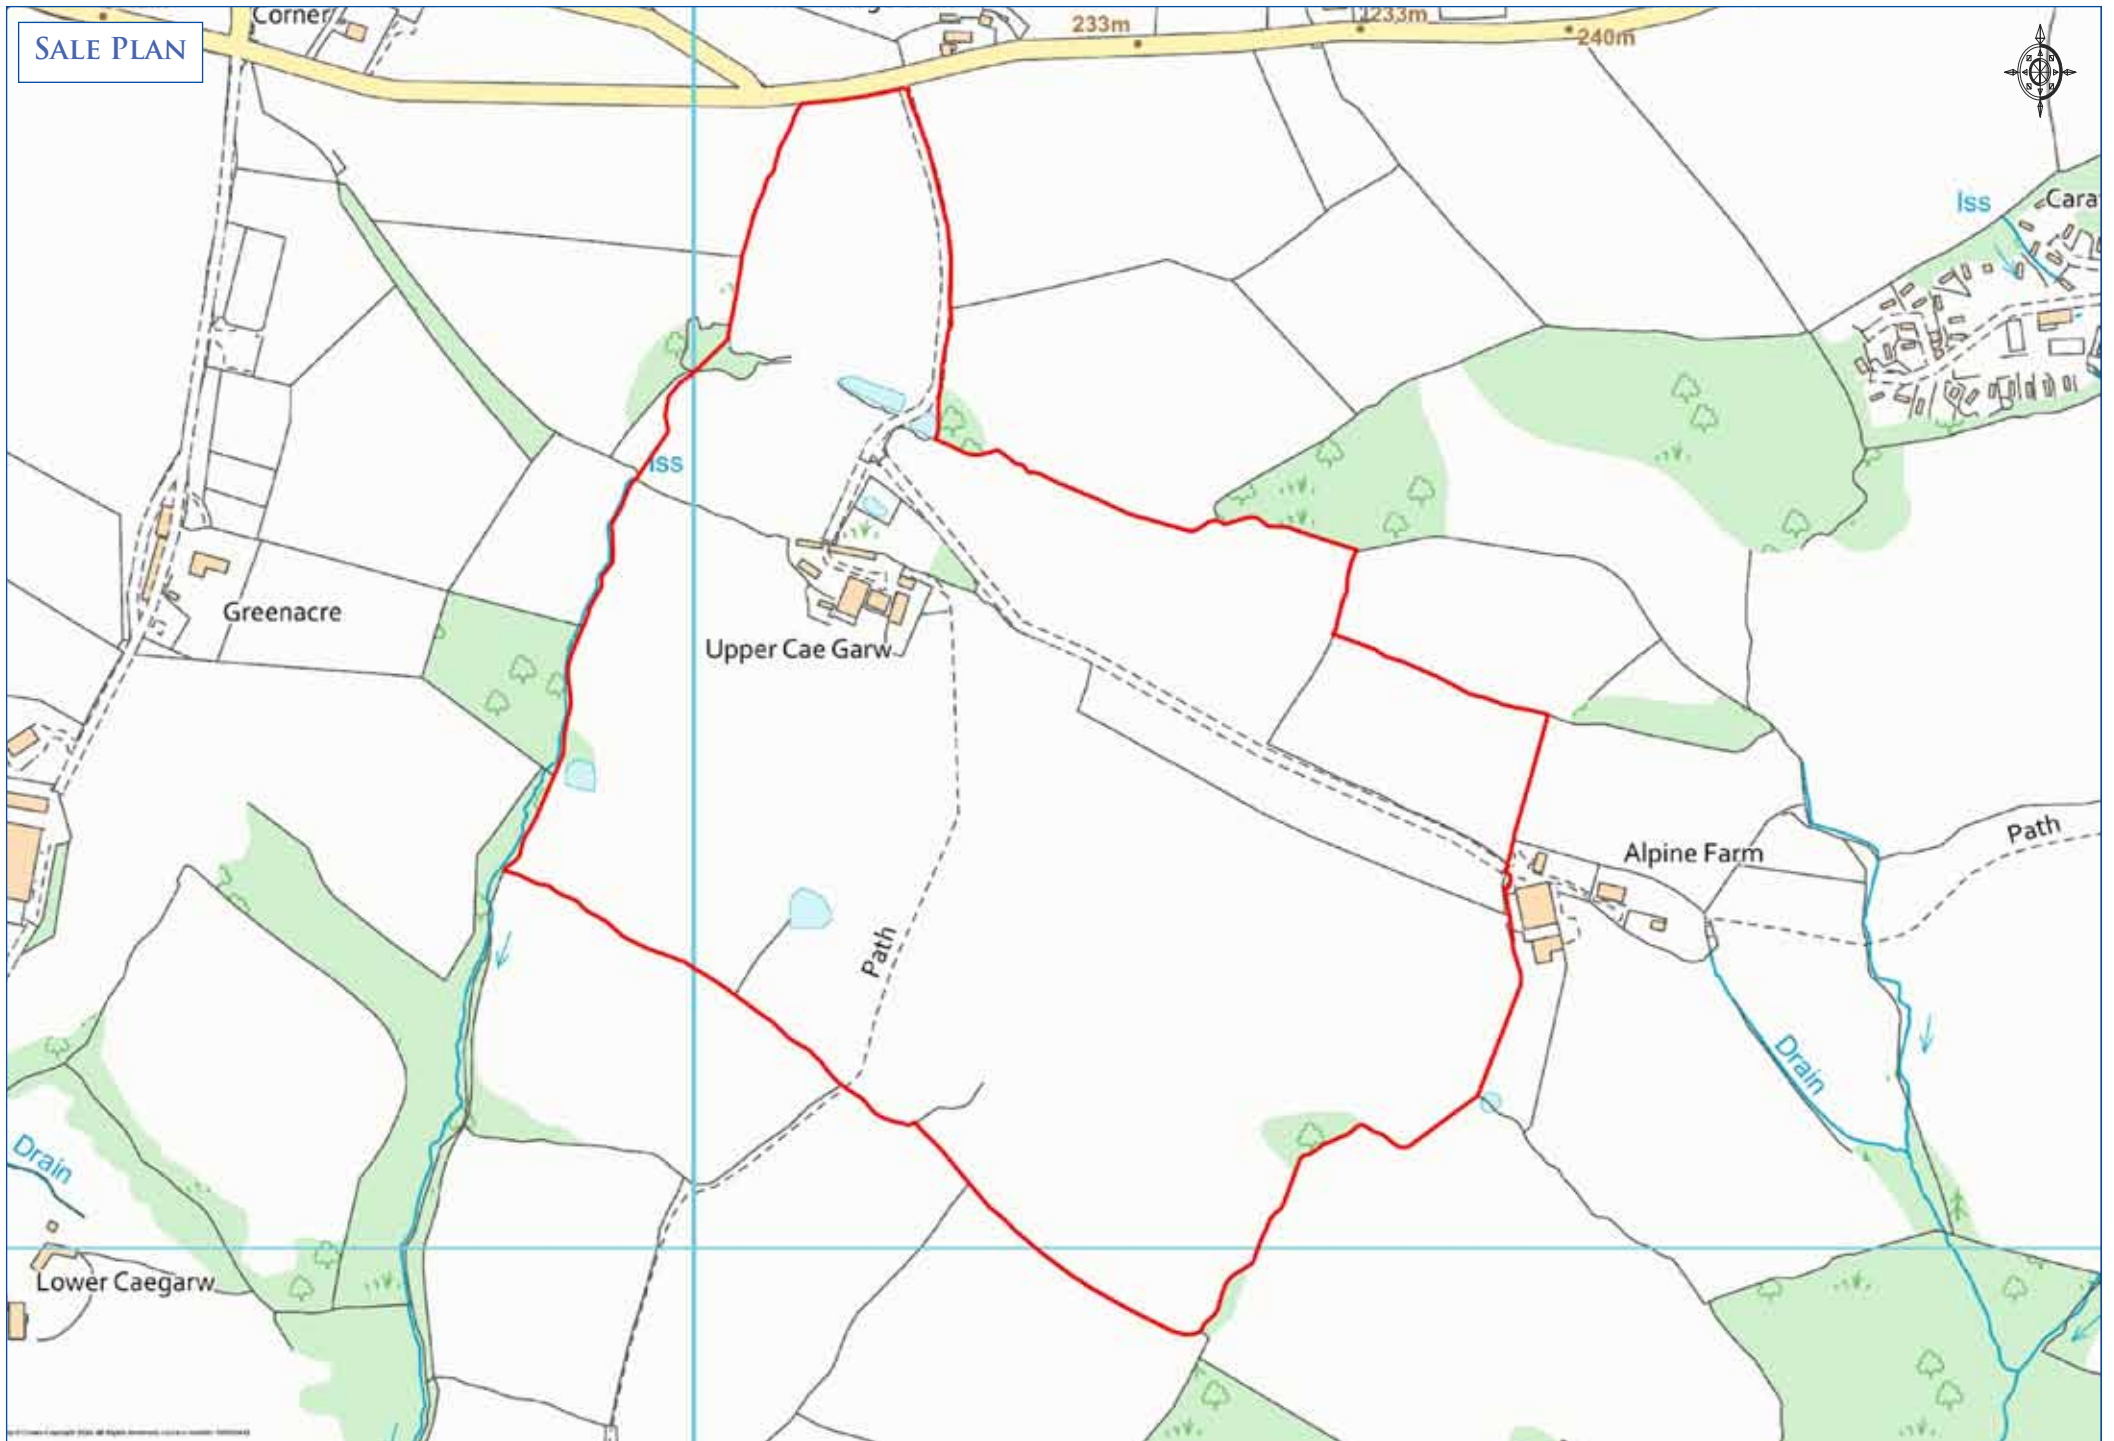 SALE PLAN
Corner
233m
233m
240m
Iss
Cara
Iss
Greenacre
Upper Cae Garw
Alpine Farm
Path
Path
Drain
Drain
Lower Caegarw